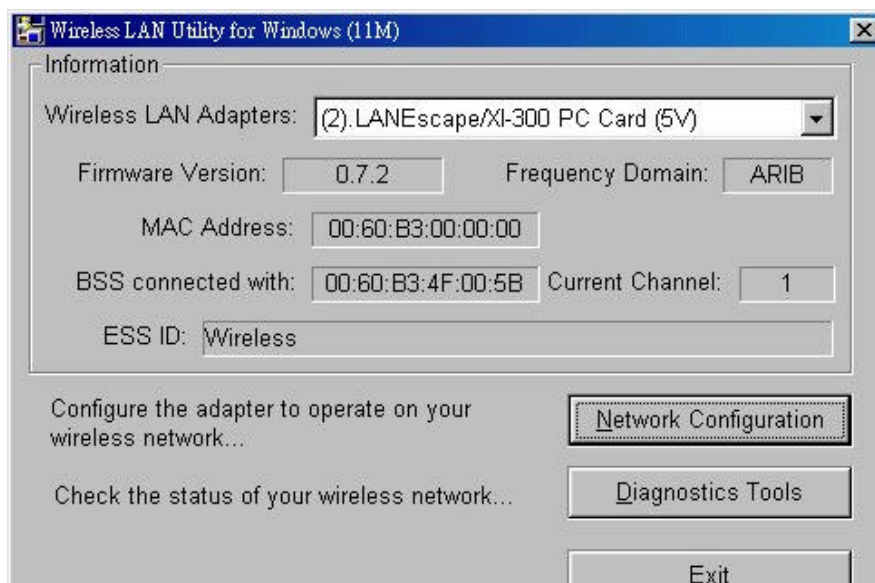 Wireless LAN Utility for Windows (11M)
Information
Wireless LAN Adapters: (2).LANEscape/XI-300 PC Card (5V)
Firmware Version: 0.7.2 Frequency Domain: ARIB
MAC Address: 00:60:B3:00:00:00
BSS connected with: 00:60:B3:4F:00:5B Current Channel: 1
ESS ID: Wireless
Configure the adapter to operate on your
wireless network...
Network Configuration
Check the status of your wireless network...
Diagnostics Tools
Exit